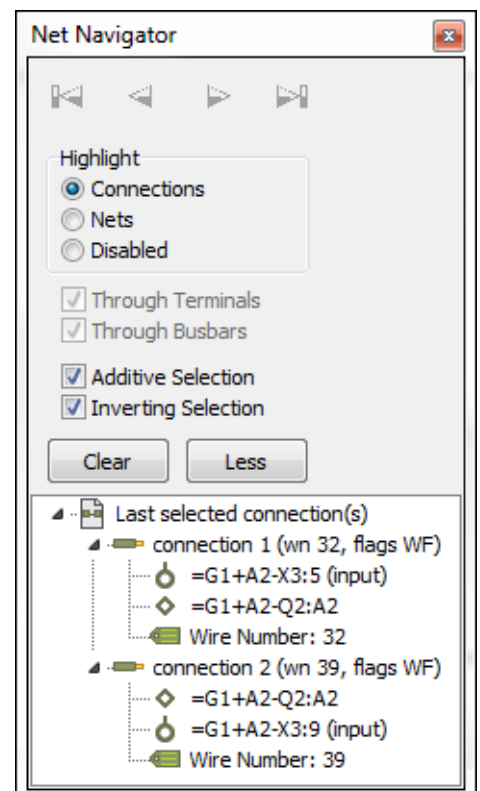 Net Navigator
Highlight
Connections
Nets
Disabled
Through Terminals
Through Busbars
Additive Selection
Inverting Selection
Clear Less
Last selected connection(s)
connection 1 (wn 32, flags WF)
=G1+A2-X3:5 (input)
=G1+A2-Q2:A2
Wire Number: 32
connection 2 (wn 39, flags WF)
=G1+A2-Q2:A2
=G1+A2-X3:9 (input)
Wire Number: 39